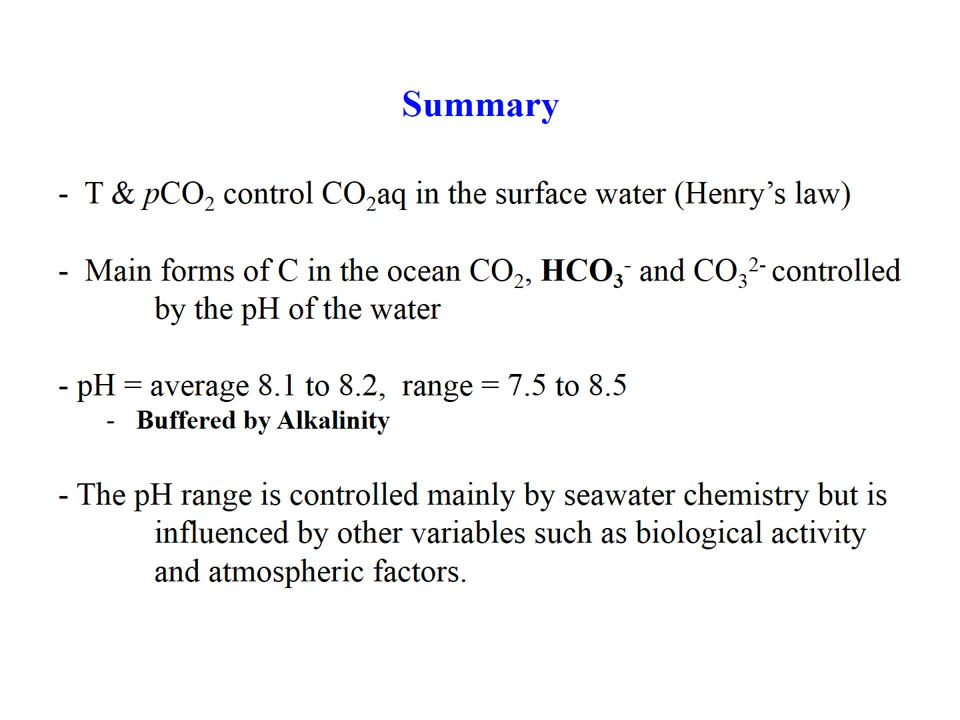 Summary
- T & pCO₂ control CO₂aq in the surface water (Henry’s law)
- Main forms of C in the ocean CO₂, HCO₃⁻ and CO₃²⁻ controlled
by the pH of the water
- pH = average 8.1 to 8.2, range = 7.5 to 8.5
- Buffered by Alkalinity
- The pH range is controlled mainly by seawater chemistry but is
influenced by other variables such as biological activity
and atmospheric factors.